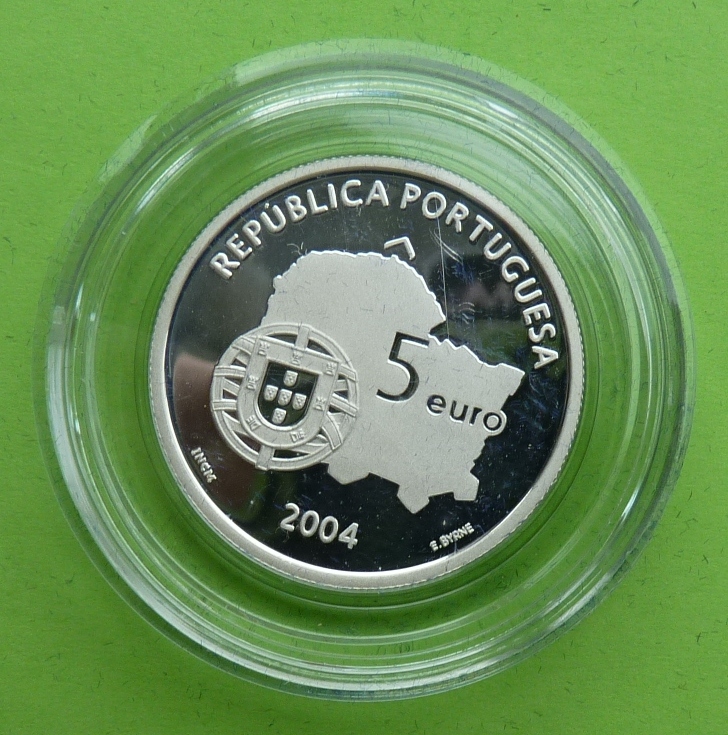 REPÚBLICA PORTUGUESA
5
euro
INCM
2004
E. BYRNE